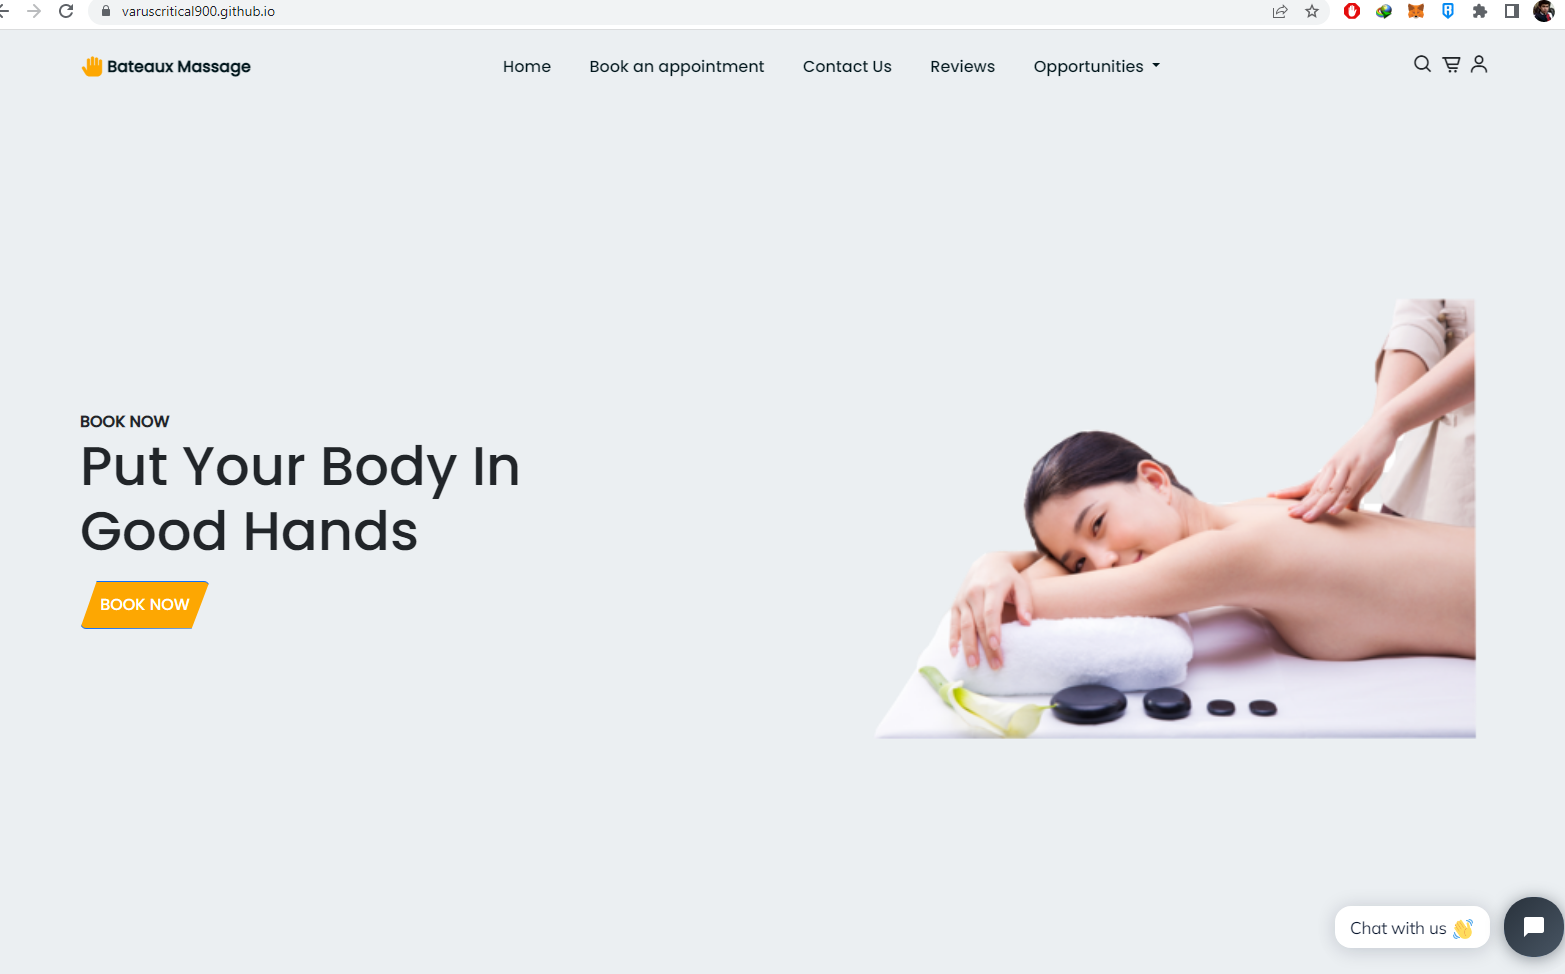 varuscritical900.github.io
Bateaux Massage
Home
Book an appointment
Contact Us
Reviews
Opportunities
BOOK NOW
Put Your Body In
Good Hands
BOOK NOW
Chat with us 👋